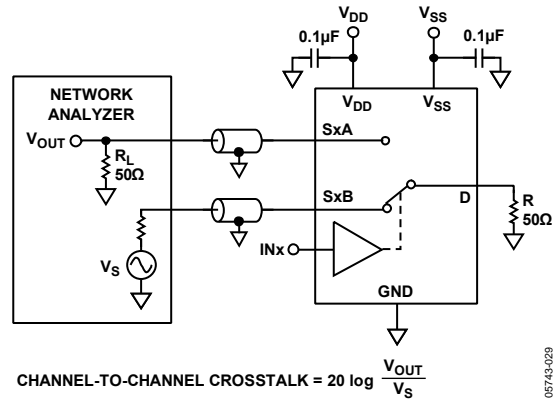 VDD
VSS
0.1µF
0.1µF
VDD
VSS
NETWORK
ANALYZER
VOUT
RL
50Ω
SxA
SxB
D
R
50Ω
INx
VS
GND
CHANNEL-TO-CHANNEL CROSSTALK = 20 log VOUT
VS
05743-029